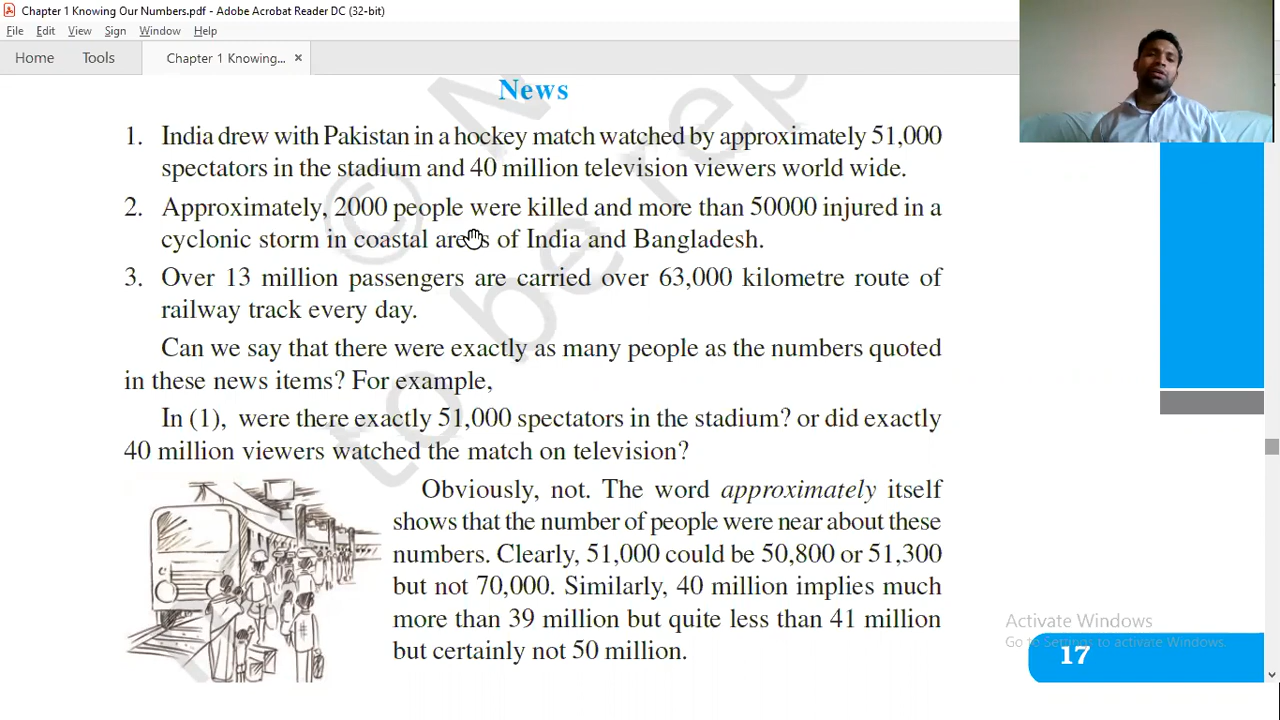 Chapter 1 Knowing Our Numbers.pdf - Adobe Acrobat Reader DC (32-bit)
File Edit View Sign Window Help
Home Tools Chapter 1 Knowing... ×
News
1. India drew with Pakistan in a hockey match watched by approximately 51,000
spectators in the stadium and 40 million television viewers world wide.
2. Approximately, 2000 people were killed and more than 50000 injured in a
cyclonic storm in coastal areas of India and Bangladesh.
3. Over 13 million passengers are carried over 63,000 kilometre route of
railway track every day.
Can we say that there were exactly as many people as the numbers quoted
in these news items? For example,
In (1), were there exactly 51,000 spectators in the stadium? or did exactly
40 million viewers watched the match on television?
Obviously, not. The word approximately itself
shows that the number of people were near about these
numbers. Clearly, 51,000 could be 50,800 or 51,300
but not 70,000. Similarly, 40 million implies much
more than 39 million but quite less than 41 million
but certainly not 50 million.
Activate Windows
Go to Settings to activate Windows.
17
© N
to be rep